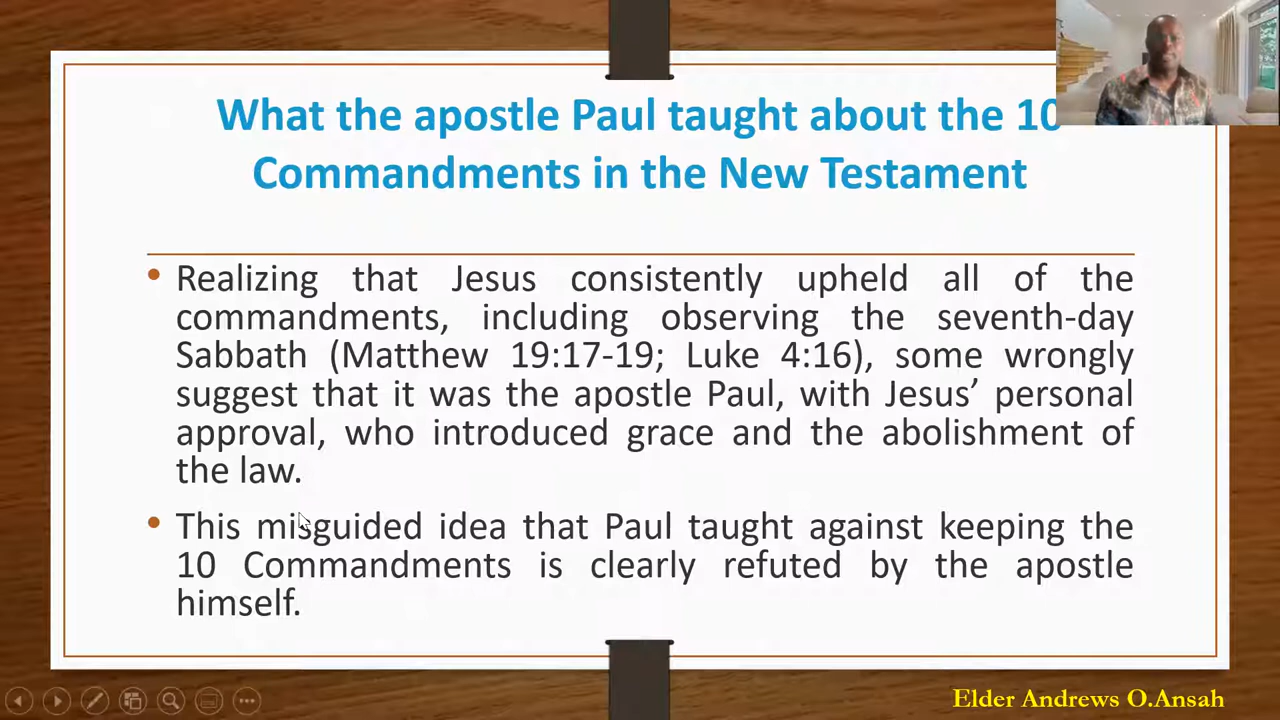 What the apostle Paul taught about the 10
Commandments in the New Testament
• Realizing that Jesus consistently upheld all of the
commandments, including observing the seventh-day
Sabbath (Matthew 19:17-19; Luke 4:16), some wrongly
suggest that it was the apostle Paul, with Jesus’ personal
approval, who introduced grace and the abolishment of
the law.
• This misguided idea that Paul taught against keeping the
10 Commandments is clearly refuted by the apostle
himself.
Elder Andrews O.Ansah